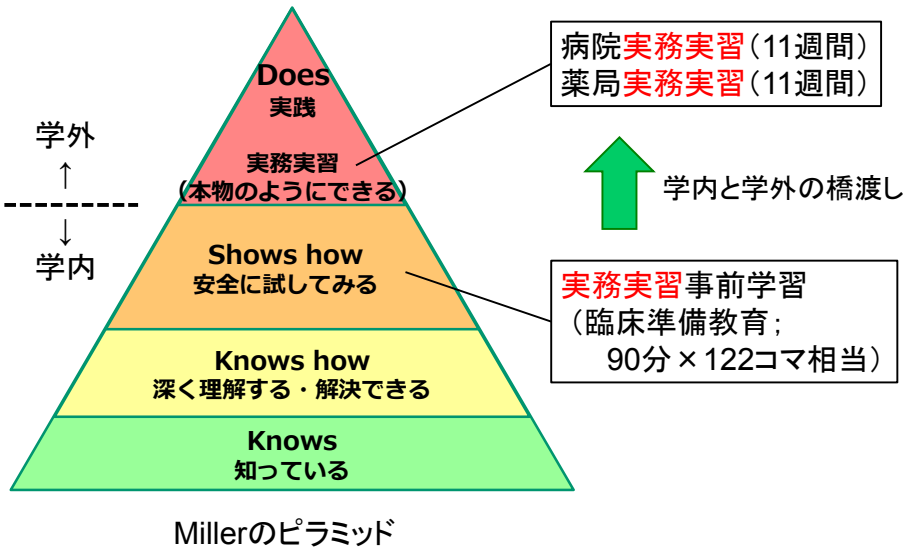 Does
実践
実務実習
（本物のようにできる）
Shows how
安全に試してみる
Knows how
深く理解する・解決できる
Knows
知っている
Millerのピラミッド
学外
↑
↓
学内
病院実務実習（11週間）
薬局実務実習（11週間）
学内と学外の橋渡し
実務実習事前学習
（臨床準備教育；
90分×122コマ相当）